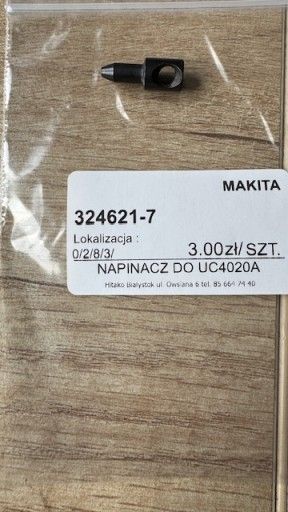 MAKITA
324621-7
Lokalizacja :
0/2/8/3/ 3.00zł/SZT.
NAPINACZ DO UC4020A
Hitako Białystok ul. Owsiana 6 tel. 85 664 74 40